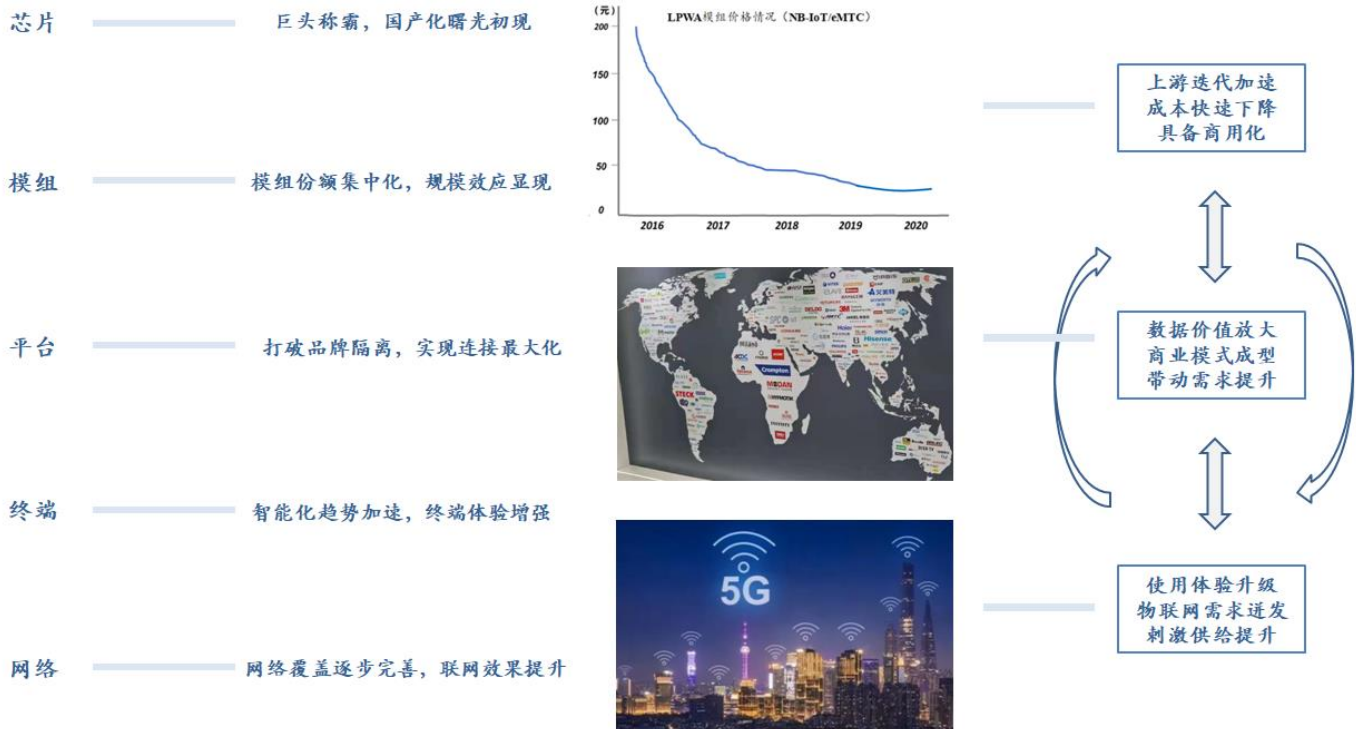 芯片
巨头称霸，国产化曙光初现
模组
模组份额集中化，规模效应显现
平台
打破品牌隔离，实现连接最大化
终端
智能化趋势加速，终端体验增强
网络
网络覆盖逐步完善，联网效果提升
（元）
LPWA模组价格情况（NB-IoT/eMTC）
200
150
100
50
0
2016 2017 2018 2019 2020
Crompton
MEDAN
STECK
Haier
Hisense
3M
5G
上游迭代加速
成本快速下降
具备商用化
数据价值放大
商业模式成型
带动需求提升
使用体验升级
物联网需求迸发
刺激供给提升